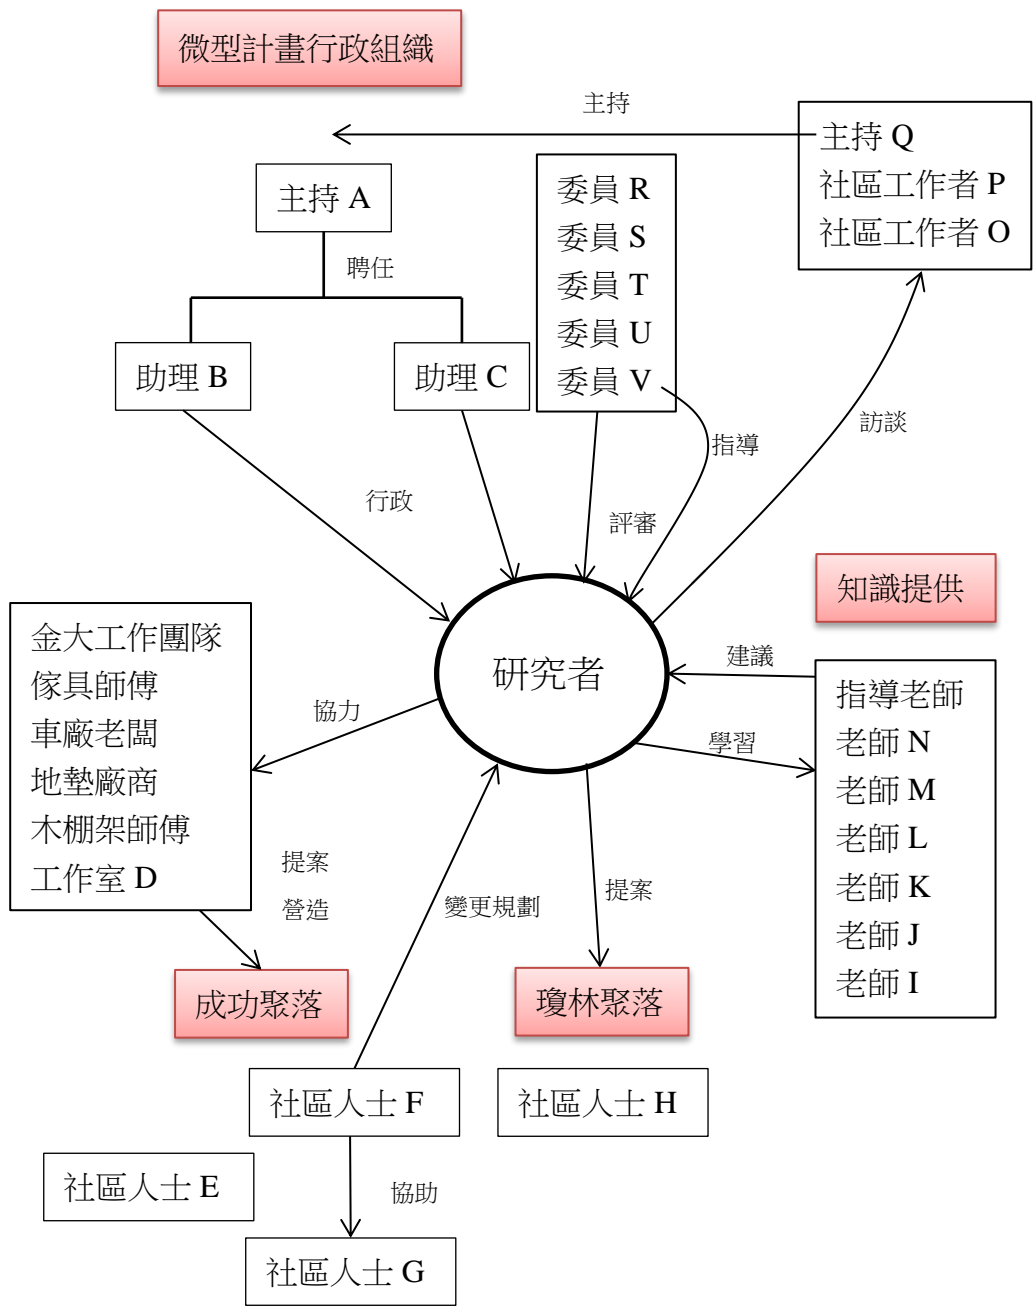 微型計畫行政組織
主持
主持 Q
社區工作者 P
社區工作者 O
主持 A
聘任
助理 B
助理 C
委員 R
委員 S
委員 T
委員 U
委員 V
指導
訪談
行政
評審
知識提供
研究者
金大工作團隊
傢具師傅
車廠老闆
地墊廠商
木棚架師傅
工作室 D
協力
建議
學習
指導老師
老師 N
老師 M
老師 L
老師 K
老師 J
老師 I
提案
營造
變更規劃
提案
成功聚落
瓊林聚落
社區人士 F
社區人士 H
社區人士 E
協助
社區人士 G